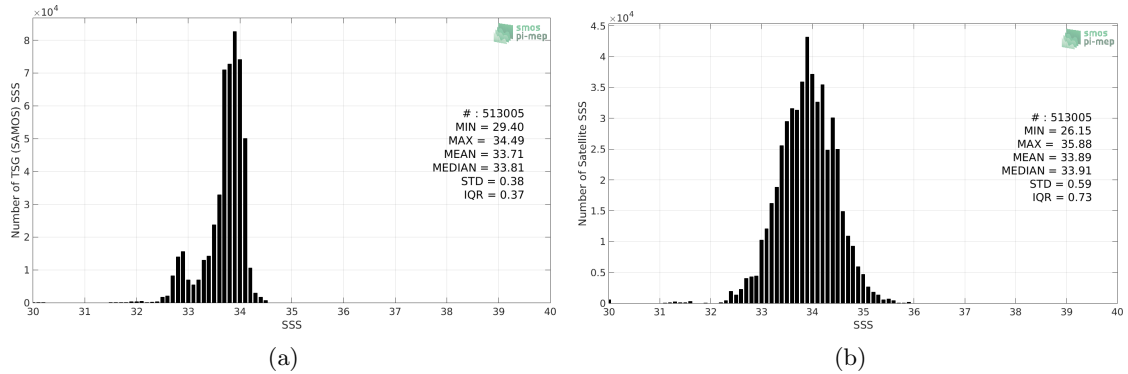 ×10⁴
8
7
6
5
4
3
2
1
0
Number of TSG (SAMOS) SSS
30 31 32 33 34 35 36 37 38 39 40
SSS
smos
pi-mep
# : 513005
MIN = 29.40
MAX = 34.49
MEAN = 33.71
MEDIAN = 33.81
STD = 0.38
IQR = 0.37
(a)
×10⁴
4.5
4
3.5
3
2.5
2
1.5
1
0.5
0
Number of Satellite SSS
30 31 32 33 34 35 36 37 38 39 40
SSS
smos
pi-mep
# : 513005
MIN = 26.15
MAX = 35.88
MEAN = 33.89
MEDIAN = 33.91
STD = 0.59
IQR = 0.73
(b)